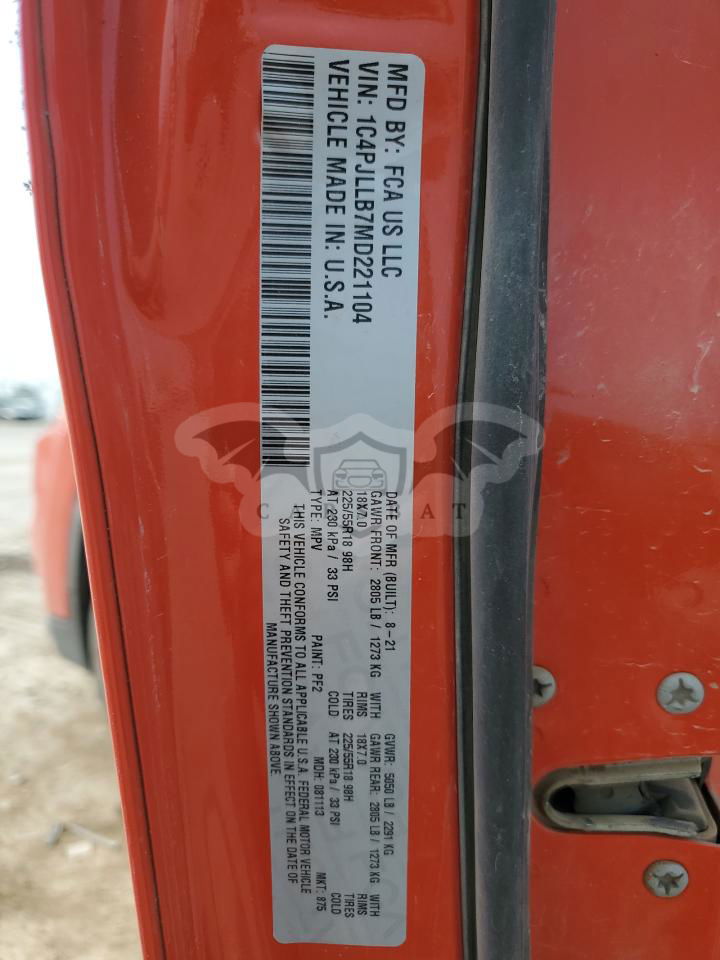 MFD BY: FCA US LLC
VIN: 1C4PJLLB7MD221104
VEHICLE MADE IN: U.S.A.
DATE OF MFR (BUILT): 8-21 GVWR: 5050 LB / 2291 KG
GAWR FRONT: 2805 LB / 1273 KG WITH GAWR REAR: 2805 LB / 1273 KG WITH
18X7.0 RIMS 18X7.0 RIMS
225/55R18 98H TIRES 225/55R18 98H TIRES
AT 230 kPa / 33 PSI COLD AT 230 kPa / 33 PSI COLD
TYPE: MPV PAINT: PF2 MDH: 081113 MKT: 875
THIS VEHICLE CONFORMS TO ALL APPLICABLE U.S.A. FEDERAL MOTOR VEHICLE
SAFETY AND THEFT PREVENTION STANDARDS IN EFFECT ON THE DATE OF
MANUFACTURE SHOWN ABOVE.